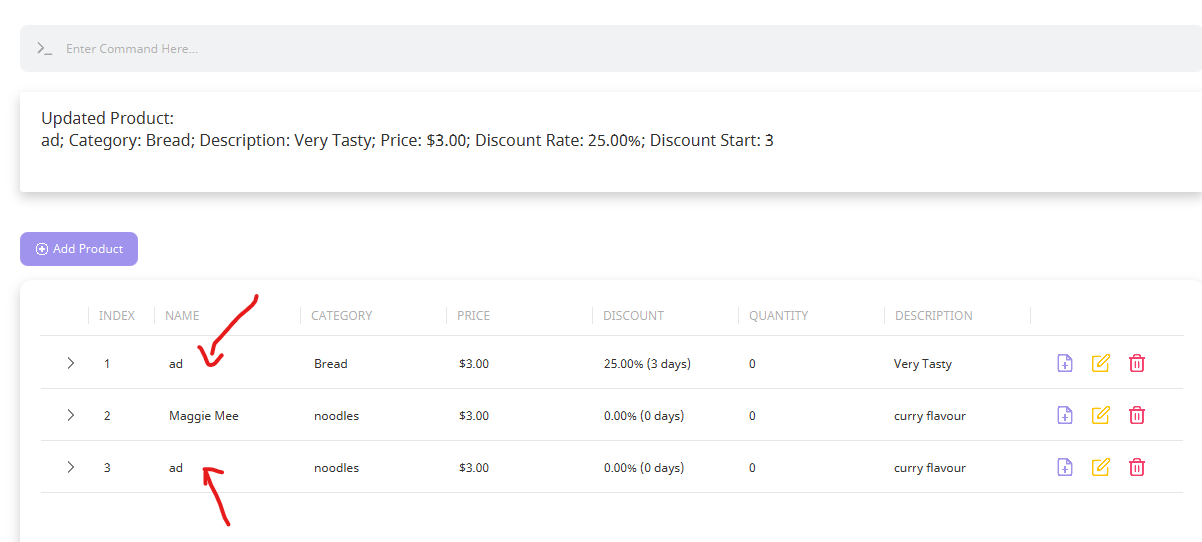 >_ Enter Command Here...
Updated Product:
ad; Category: Bread; Description: Very Tasty; Price: $3.00; Discount Rate: 25.00%; Discount Start: 3
Add Product
INDEX NAME CATEGORY PRICE DISCOUNT QUANTITY DESCRIPTION
1 ad Bread $3.00 25.00% (3 days) 0 Very Tasty
2 Maggie Mee noodles $3.00 0.00% (0 days) 0 curry flavour
3 ad noodles $3.00 0.00% (0 days) 0 curry flavour